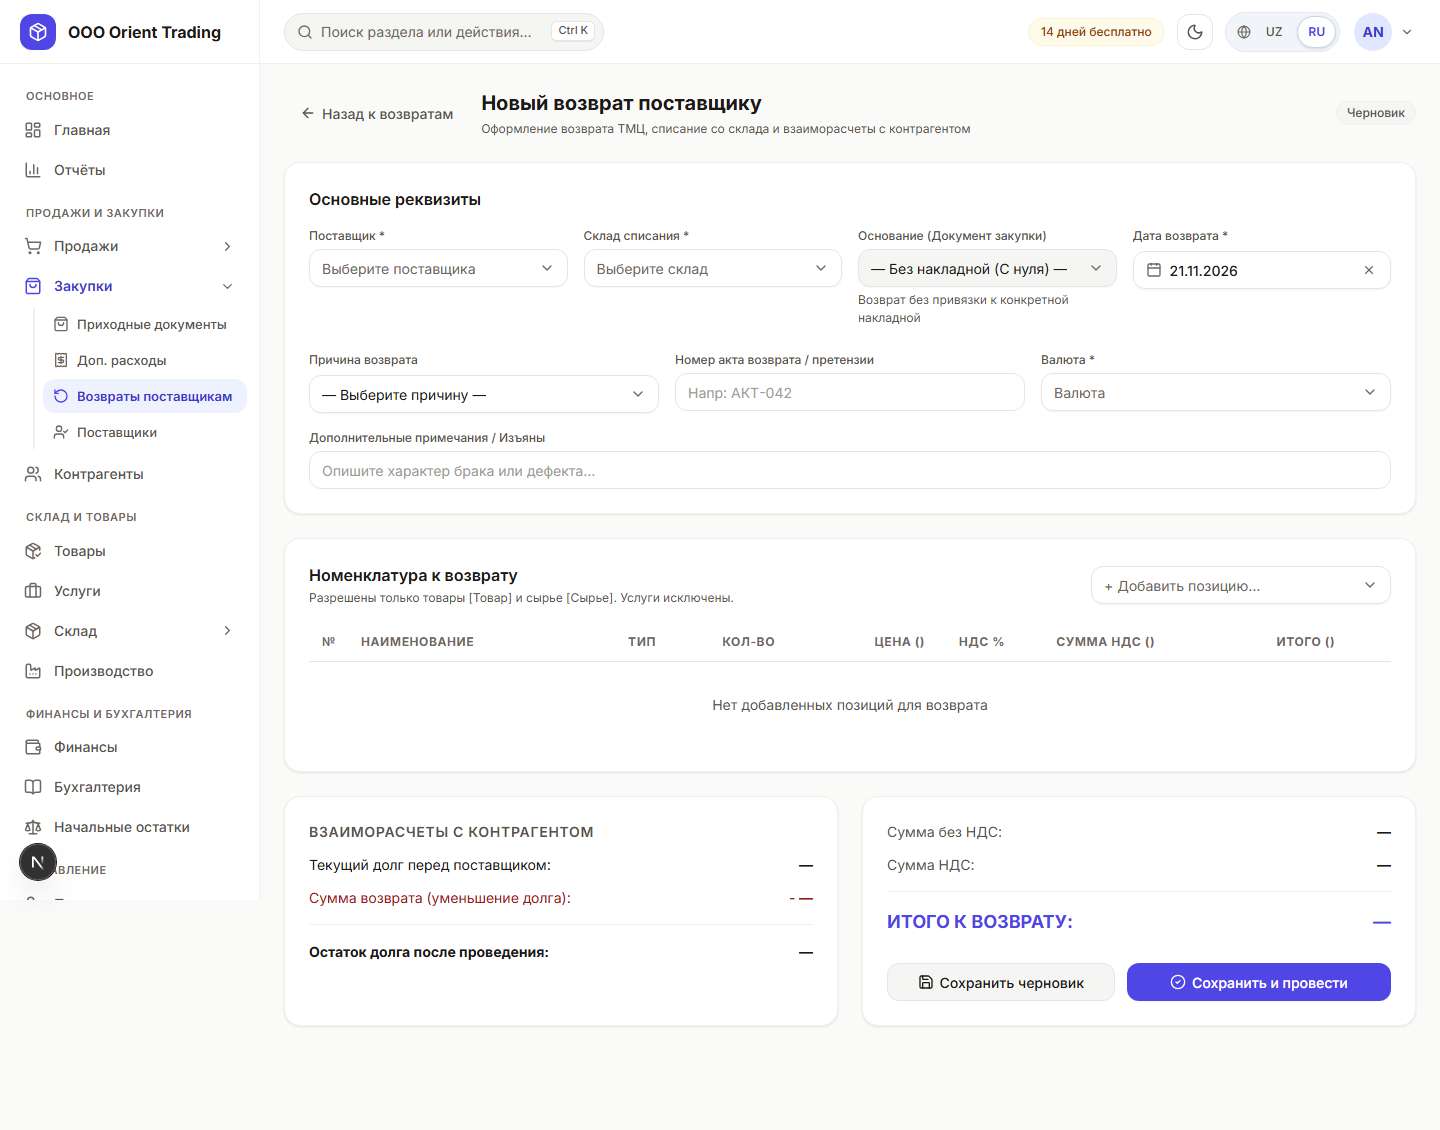 OOO Orient Trading
Поиск раздела или действия...
Ctrl K
14 дней бесплатно
UZ
RU
AN
ОСНОВНОЕ
Главная
Отчёты
ПРОДАЖИ И ЗАКУПКИ
Продажи
Закупки
Приходные документы
Доп. расходы
Возвраты поставщикам
Поставщики
Контрагенты
СКЛАД И ТОВАРЫ
Товары
Услуги
Склад
Производство
ФИНАНСЫ И БУХГАЛТЕРИЯ
Финансы
Бухгалтерия
Начальные остатки
N
Назад к возвратам
Новый возврат поставщику
Оформление возврата ТМЦ, списание со склада и взаиморасчеты с контрагентом
Черновик
Основные реквизиты
Поставщик *
Склад списания *
Основание (Документ закупки)
Дата возврата *
Выберите поставщика
Выберите склад
— Без накладной (С нуля) —
21.11.2026
Возврат без привязки к конкретной
накладной
Причина возврата
Номер акта возврата / претензии
Валюта *
— Выберите причину —
Напр: АКТ-042
Валюта
Дополнительные примечания / Изъяны
Опишите характер брака или дефекта...
Номенклатура к возврату
Разрешены только товары [Товар] и сырье [Сырье]. Услуги исключены.
+ Добавить позицию...
№ НАИМЕНОВАНИЕ ТИП КОЛ-ВО ЦЕНА () НДС % СУММА НДС () ИТОГО ()
Нет добавленных позиций для возврата
ВЗАИМОРАСЧЕТЫ С КОНТРАГЕНТОМ
Текущий долг перед поставщиком: —
Сумма возврата (уменьшение долга): - —
Остаток долга после проведения: —
Сумма без НДС: —
Сумма НДС: —
ИТОГО К ВОЗВРАТУ: —
Сохранить черновик
Сохранить и провести